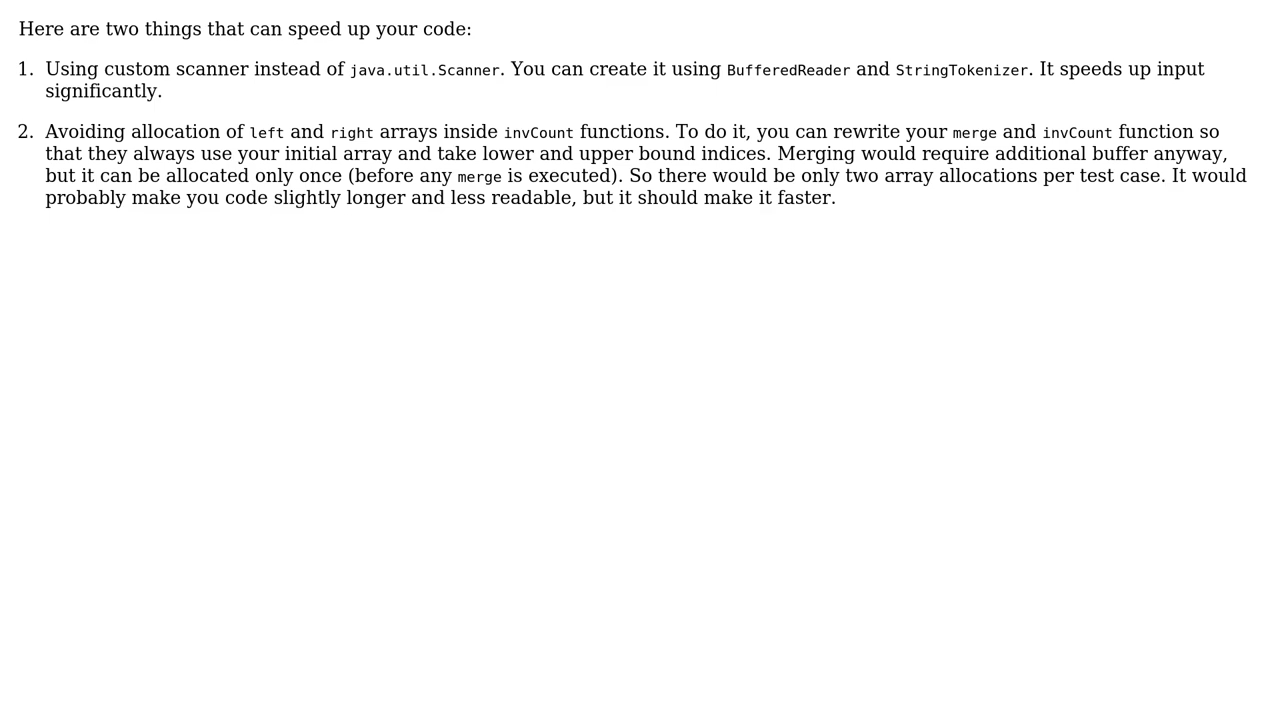 Here are two things that can speed up your code:
1. Using custom scanner instead of java.util.Scanner. You can create it using BufferedReader and StringTokenizer. It speeds up input
significantly.
2. Avoiding allocation of left and right arrays inside invCount functions. To do it, you can rewrite your merge and invCount function so
that they always use your initial array and take lower and upper bound indices. Merging would require additional buffer anyway,
but it can be allocated only once (before any merge is executed). So there would be only two array allocations per test case. It would
probably make you code slightly longer and less readable, but it should make it faster.